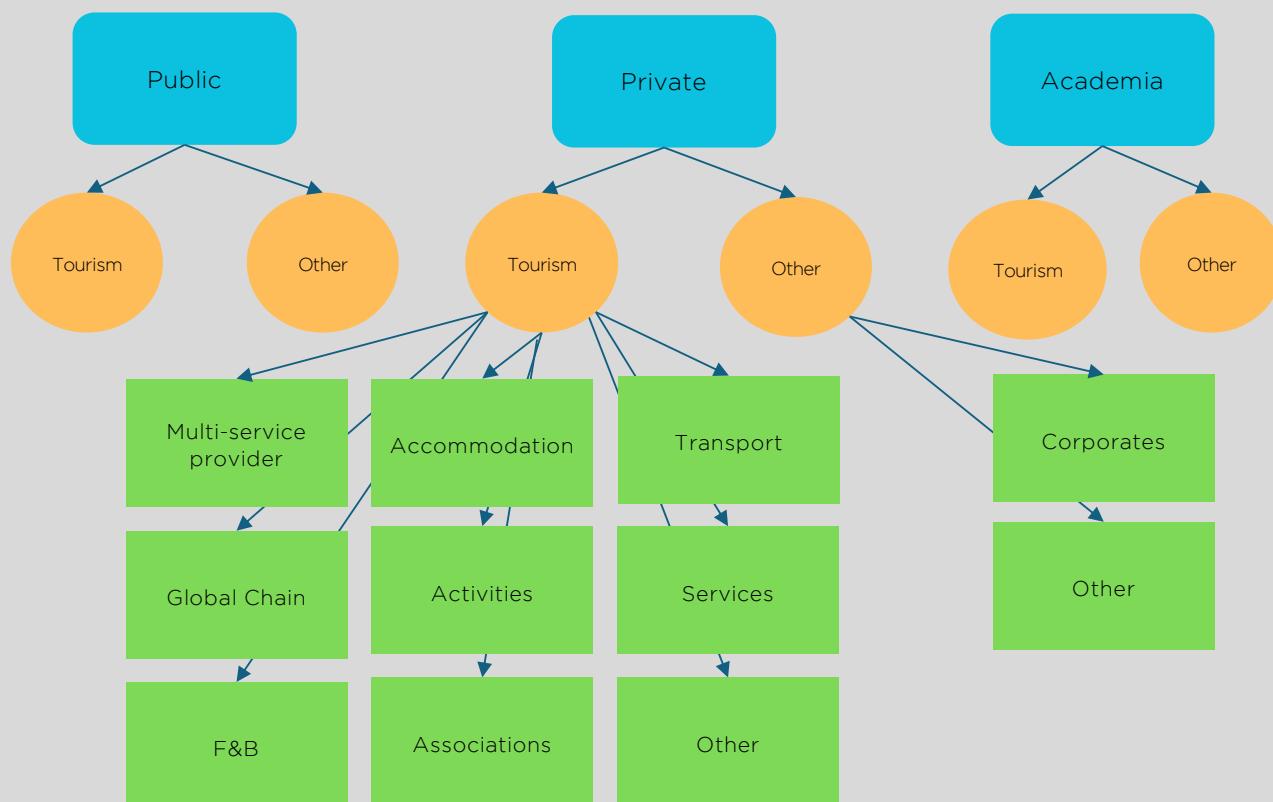 Public
Private
Academia
Tourism
Other
Tourism
Other
Tourism
Other
Multi-service
provider
Accommodation
Transport
Corporates
Global Chain
Activities
Services
Other
F&B
Associations
Other